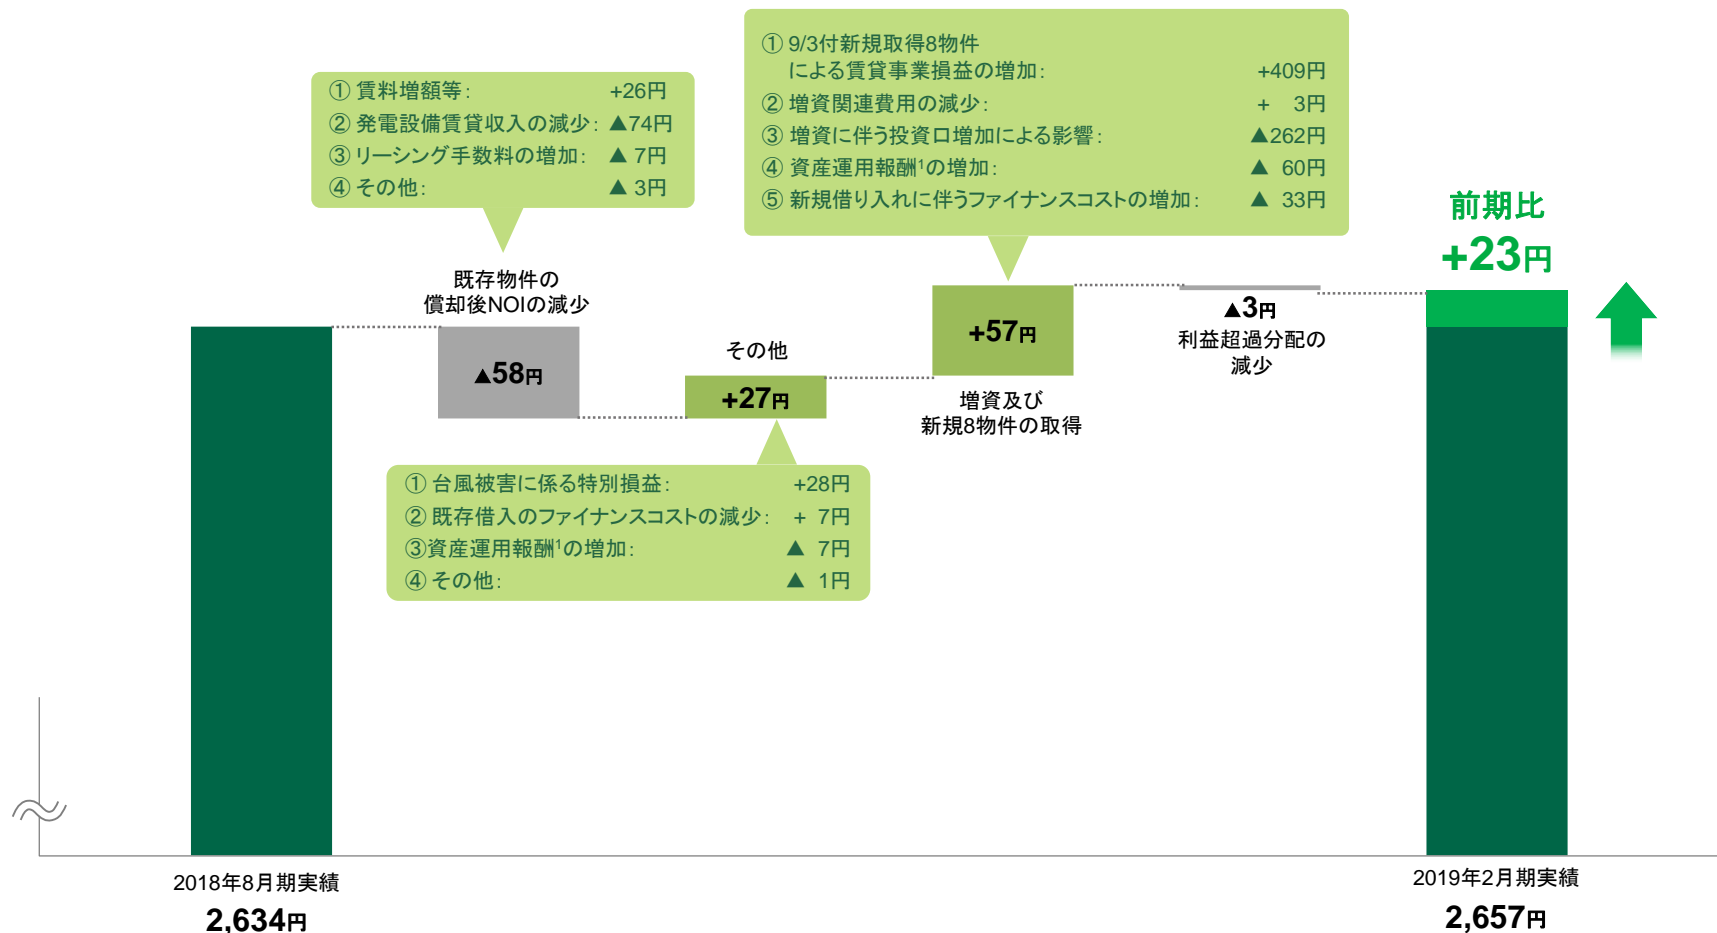 ① 9/3付新規取得8物件
による賃貸事業損益の増加: +409円
② 増資関連費用の減少: + 3円
③ 増資に伴う投資口増加による影響: ▲262円
④ 資産運用報酬¹の増加: ▲ 60円
⑤ 新規借り入れに伴うファイナンスコストの増加: ▲ 33円
① 賃料増額等: +26円
② 発電設備賃貸収入の減少: ▲74円
③ リーシング手数料の増加: ▲ 7円
④ その他: ▲ 3円
前期比
+23円
既存物件の
償却後NOIの減少
▲58円
その他
+27円
+57円
増資及び
新規8物件の取得
▲3円
利益超過分配の
減少
① 台風被害に係る特別損益: +28円
② 既存借入のファイナンスコストの減少: + 7円
③資産運用報酬¹の増加: ▲ 7円
④ その他: ▲ 1円
2018年8月期実績
2,634円
2019年2月期実績
2,657円